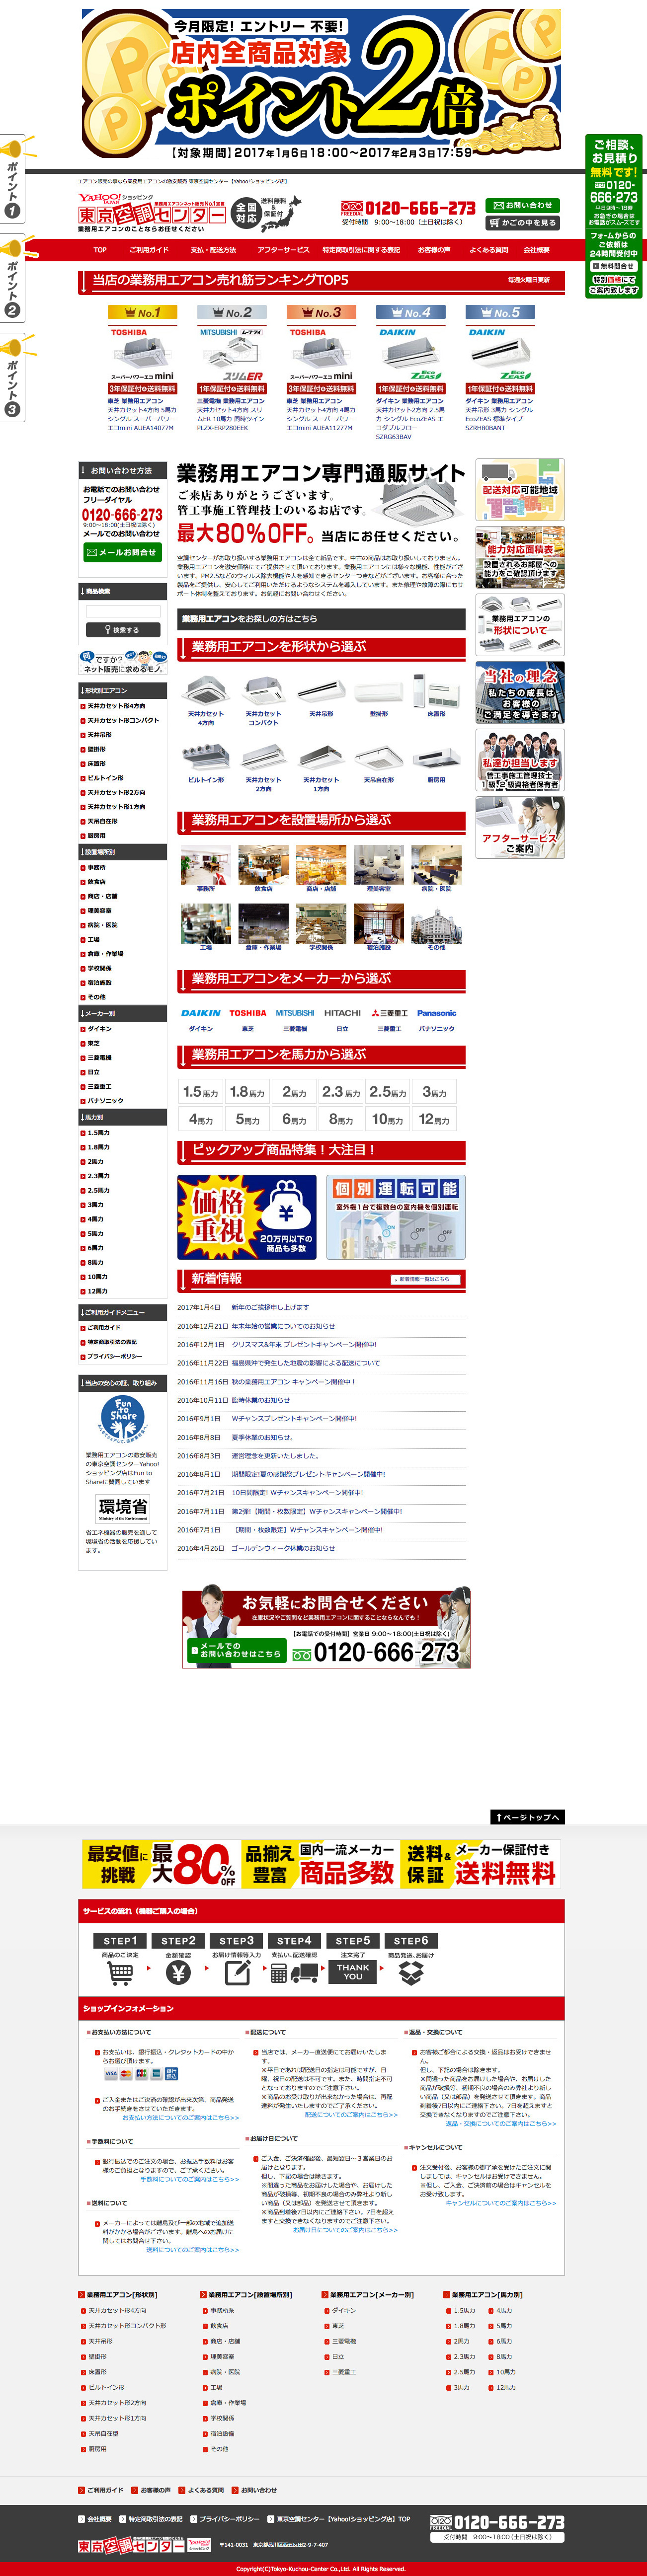 今月限定! エントリー 不要!
店内全商品対象
ポイント2倍
【対象期間】2017年1月6日18:00～2017年2月3日17:59
ポイント1
ポイント2
ポイント3
ご相談、
お見積り
無料です!
0120-
666-273
平日9時～18時
お急ぎの場合は
お電話がスムーズです
フォームからの
ご依頼は
24時間受付中
無料問合せ
特別価格にて
ご案内致します
エアコン販売の事なら業務用エアコンの激安販売 東京空調センター【Yahoo!ショッピング店】
YAHOO! JAPAN ショッピング
業務用エアコンネット販売No.1宣言
東京空調センター
業務用エアコンのことならお任せください
全国対応
送料無料
&
保証付
FREEDIAL 0120-666-273
受付時間 9:00～18:00(土日祝は除く)
お問い合わせ
かごの中を見る
TOP ご利用ガイド 支払・配送方法 アフターサービス 特定商取引法に関する表記 お客様の声 よくある質問 会社概要
当店の業務用エアコン売れ筋ランキングTOP5
毎週火曜日更新
No.1 No.2 No.3 No.4 No.5
TOSHIBA
スーパーパワーエコmini
3年保証付&送料無料
東芝 業務用エアコン
天井カセット4方向 5馬力
シングル スーパーパワー
エコmini AUEA14077M
MITSUBISHI
スリムER
1年保証付&送料無料
三菱電機 業務用エアコン
天井カセット4方向 スリ
ムER 10馬力 同時ツイン
PLZX-ERP280EEK
TOSHIBA
スーパーパワーエコmini
3年保証付&送料無料
東芝 業務用エアコン
天井カセット4方向 4馬力
シングル スーパーパワー
エコmini AUEA11277M
DAIKIN
Eco ZEAS
1年保証付&送料無料
ダイキン 業務用エアコン
天井カセット2方向 2.5馬
力 シングル EcoZEAS エ
コダブルフロー
SZRG63BAV
DAIKIN
Eco ZEAS
1年保証付&送料無料
ダイキン 業務用エアコン
天井吊形 3馬力 シングル
EcoZEAS 標準タイプ
SZRH80BANT
お問い合わせ方法
お電話でのお問い合わせ
フリーダイヤル
0120-666-273
9:00～18:00(土日祝は除く)
メールでのお問い合わせ
メールお問合せ
商品検索
検索する
何ですか?
ネット販売に求めるモノ。
形状別エアコン
天井カセット形4方向
天井カセット形コンパクト
天井吊形
壁掛形
床置形
ビルトイン形
天井カセット形2方向
天井カセット形1方向
天吊自在形
厨房用
設置場所別
事務所
飲食店
商店・店舗
理美容室
病院・医院
工場
倉庫・作業場
学校関係
宿泊施設
その他
メーカー別
ダイキン
東芝
三菱電機
日立
三菱重工
パナソニック
馬力別
1.5馬力
1.8馬力
2馬力
2.3馬力
2.5馬力
3馬力
4馬力
5馬力
6馬力
8馬力
10馬力
12馬力
ご利用ガイドメニュー
ご利用ガイド
特定商取引法の表記
プライバシーポリシー
当店の安心の証、取り組み
Fun to Share
業務用エアコンの激安販売
の東京空調センターYahoo!
ショッピング店はFun to
Shareに賛同しています
環境省
Ministry of the Environment
省エネ機器の販売を通して
環境省の活動を応援してい
ます。
業務用エアコン専門通販サイト
ご来店ありがとうございます。
管工事施工管理技士のいるお店です。
最大80%OFF。当店にお任せください。
空調センターがお取り扱いする業務用エアコンは全て新品です。中古の商品はお取り扱いしておりません。
業務用エアコンを激安価格にてご提供させて頂いております。業務用エアコンには様々な機能、性能がござ
います。PM2.5などのウィルス除去機能や人を感知できるセンターつきなどがございます。お客様に合った
製品をご提供し、安心してご利用いただけるようなシステムを導入しています。また修理や故障の際にもサ
ポート体制を整えております。お気軽にお問い合わせください。
業務用エアコンをお探しの方はこちら
業務用エアコンを形状から選ぶ
天井カセット
4方向
天井カセット
コンパクト
天井吊形
壁掛形
床置形
ビルトイン形
天井カセット
2方向
天井カセット
1方向
天吊自在形
厨房用
業務用エアコンを設置場所から選ぶ
事務所 飲食店 商店・店舗 理美容室 病院・医院
工場 倉庫・作業場 学校関係 宿泊施設 その他
業務用エアコンをメーカーから選ぶ
DAIKIN TOSHIBA MITSUBISHI HITACHI 三菱重工 Panasonic
ダイキン 東芝 三菱電機 日立 三菱重工 パナソニック
業務用エアコンを馬力から選ぶ
1.5馬力 1.8馬力 2馬力 2.3馬力 2.5馬力 3馬力
4馬力 5馬力 6馬力 8馬力 10馬力 12馬力
ピックアップ商品特集！大注目！
価格重視
20万円以下の
商品も多数
個別運転可能
室外機1台で複数台の室内機を個別運転
ON
OFF
OFF
新着情報
新着情報一覧はこちら
2017年1月4日 新年のご挨拶申し上げます
2016年12月21日 年末年始の営業についてのお知らせ
2016年12月1日 クリスマス&年末 プレゼントキャンペーン開催中!
2016年11月22日 福島県沖で発生した地震の影響による配送について
2016年11月16日 秋の業務用エアコン キャンペーン開催中！
2016年10月11日 臨時休業のお知らせ
2016年9月1日 Wチャンスプレゼントキャンペーン開催中!
2016年8月8日 夏季休業のお知らせ。
2016年8月3日 運営理念を更新いたしました。
2016年8月1日 期間限定!夏の感謝祭プレゼントキャンペーン開催中!
2016年7月21日 10日間限定! Wチャンスキャンペーン開催中!
2016年7月11日 第2弾!【期間・枚数限定】Wチャンスキャンペーン開催中!
2016年7月1日 【期間・枚数限定】Wチャンスキャンペーン開催中!
2016年4月26日 ゴールデンウィーク休業のお知らせ
配送対応可能地域
能力対応面積表
設置されるお部屋への
能力をご確認頂けます
業務用エアコンの
形状について
当社の理念
私たちの成長は
お客様の
ご満足を導きます
私達が担当します
管工事施工管理技士
1級、2級資格者保有者
アフターサービス
ご案内
お気軽にお問合せください
在庫状況やご質問など業務用エアコンに関することならなんでも！
メールでの
お問い合わせはこちら
【お電話での受付時間】営業日 9:00～18:00(土日祝は除く)
0120-666-273
ページトップへ
最安値に挑戦 最大80%OFF
品揃え豊富 国内一流メーカー 商品多数
送料&保証 メーカー保証付き 送料無料
サービスの流れ（機器ご購入の場合）
STEP1 STEP2 STEP3 STEP4 STEP5 STEP6
商品のご決定 金額確認 お届け情報等入力 支払い、配送確認 注文完了 商品発送、お届け
THANK YOU
ショップインフォメーション
お支払い方法について
お支払いは、銀行振込・クレジットカードの中か
らお選び頂けます。
VISA 銀行振込
ご入金またはご決済の確認が出来次第、商品発送
のお手続きをさせていただきます。
お支払い方法についてのご案内はこちら>>
手数料について
銀行振込でのご注文の場合、お振込手数料はお客
様のご負担となりますので、ご了承ください。
手数料についてのご案内はこちら>>
送料について
メーカーによっては離島及び一部の地域で追加送
料がかかる場合がございます。離島へのお届けに
関してはお問合せ下さい。
送料についてのご案内はこちら>>
配送について
当店では、メーカー直送便にてお届けいたしま
す。
※平日であれば配送日の指定は可能ですが、日
曜、祝日の配送は不可です。また、時間指定不可
となっておりますのでご注意下さい。
※商品のお受け取りが出来なかった場合は、再配
達料が発生いたしますのでご了承ください。
配送についてのご案内はこちら>>
お届け日について
ご入金、ご決済確認後、最短翌日～３営業日のお
届けとなります。
但し、下記の場合は除きます。
※間違った商品をお届けした場合や、お届けした
商品が破損等、初期不良の場合のみ弊社より新し
い商品（又は部品）を発送させて頂きます。
※商品到着後7日以内にご連絡下さい。7日を超え
ますと交換できなくなりますのでご注意下さい。
お届け日についてのご案内はこちら>>
返品・交換について
お客様ご都合による交換・返品はお受けできませ
ん。
但し、下記の場合は除きます。
※間違った商品をお届けした場合や、お届けした
商品が破損等、初期不良の場合のみ弊社より新し
い商品（又は部品）を発送させて頂きます。商品
到着後7日以内にご連絡下さい。7日を超えますと
交換できなくなりますのでご注意下さい。
返品・交換についてのご案内はこちら>>
キャンセルについて
注文受付後、お客様の御了承を受けたご注文に関
しましては、キャンセルはお受けできません。
※但し、ご入金、ご決済前の場合はキャンセルを
お受け致します。
キャンセルについてのご案内はこちら>>
業務用エアコン[形状別]
天井カセット形4方向
天井カセット形コンパクト形
天井吊形
壁掛形
床置形
ビルトイン形
天井カセット形2方向
天井カセット形1方向
天吊自在型
厨房用
業務用エアコン[設置場所別]
事務所系
飲食店
商店・店舗
理美容室
病院・医院
工場
倉庫・作業場
学校関係
宿泊設備
その他
業務用エアコン[メーカー別]
ダイキン
東芝
三菱電機
日立
三菱重工
業務用エアコン[馬力別]
1.5馬力 4馬力
1.8馬力 5馬力
2馬力 6馬力
2.3馬力 8馬力
2.5馬力 10馬力
3馬力 12馬力
ご利用ガイド お客様の声 よくある質問 お問い合わせ
会社概要 特定商取引法の表記 プライバシーポリシー 東京空調センター【Yahoo!ショッピング店】TOP
FREEDIAL 0120-666-273
受付時間 9:00～18:00（土日祝は除く）
東京空調センター
YAHOO! JAPAN ショッピング
〒141-0031 東京都品川区西五反田2-9-7-407
Copyright(C)Tokyo-Kuchou-Center Co.,Ltd. All Rights Reserved.